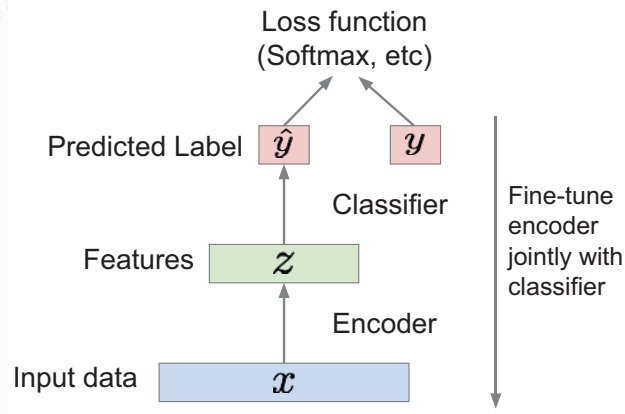 Loss function
(Softmax, etc)
Predicted Label
ŷ
y
Classifier
Fine-tune
encoder
jointly with
classifier
Features
z
Encoder
Input data
x